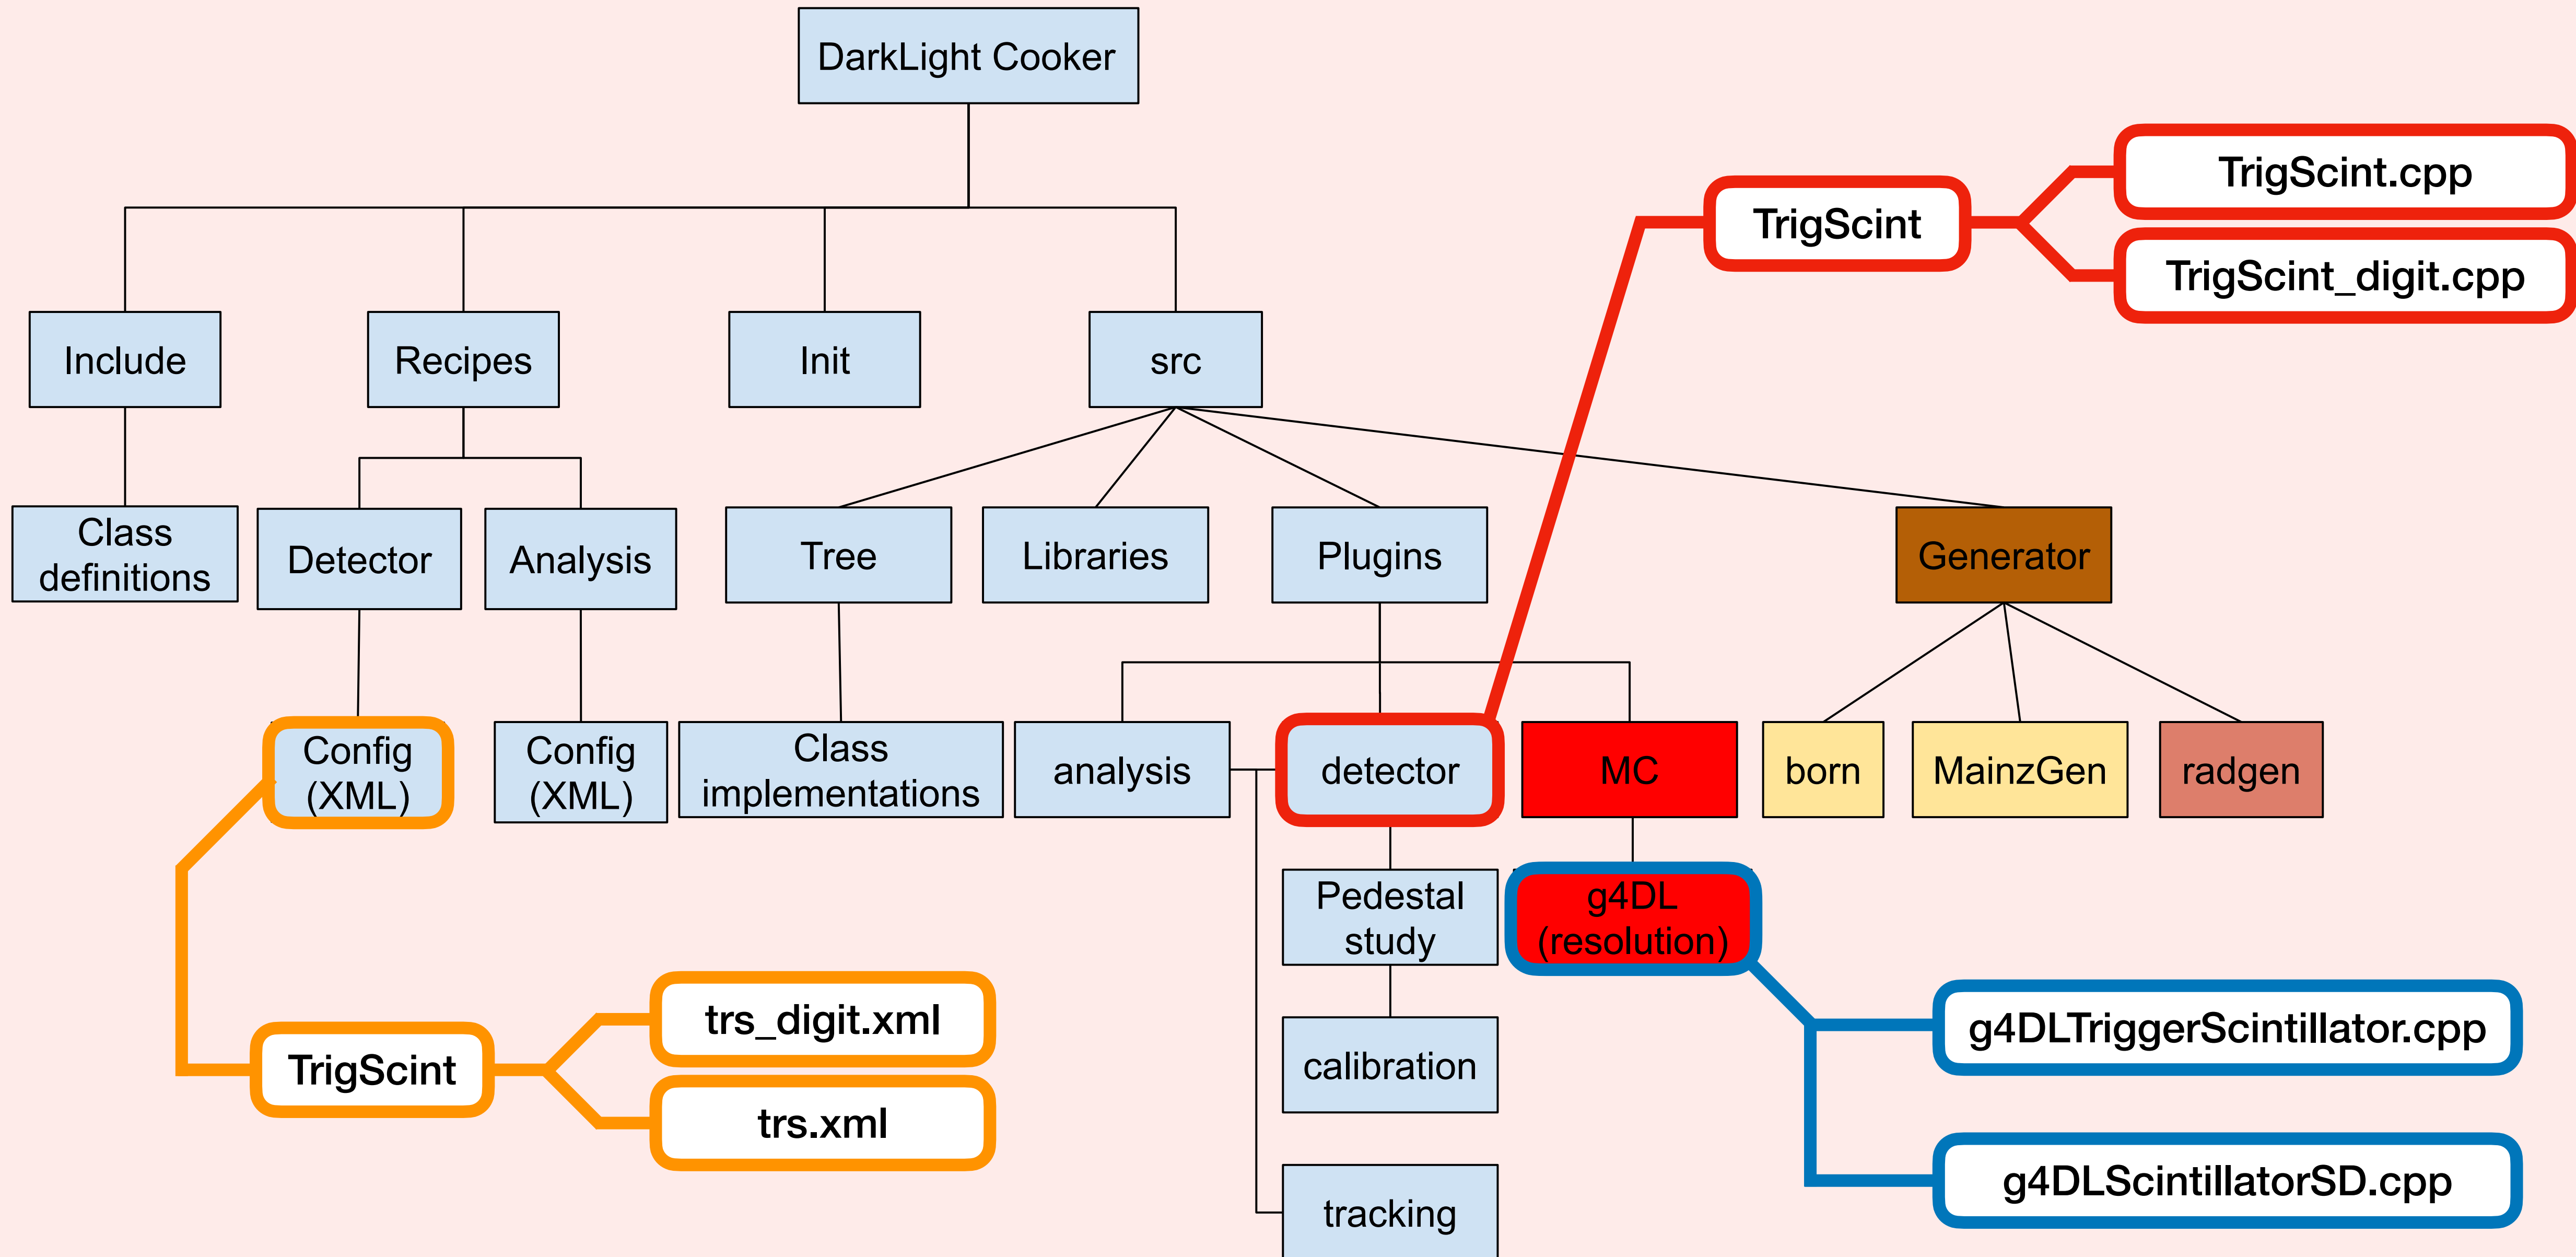 DarkLight Cooker
TrigScint
TrigScint.cpp
TrigScint_digit.cpp
Include
Recipes
Init
src
Class
definitions
Detector
Analysis
Tree
Libraries
Plugins
Generator
Config
(XML)
Config
(XML)
Class
implementations
analysis
detector
MC
born
MainzGen
radgen
Pedestal
study
g4DL
(resolution)
TrigScint
trs_digit.xml
trs.xml
calibration
g4DLTriggerScintillator.cpp
g4DLScintillatorSD.cpp
tracking